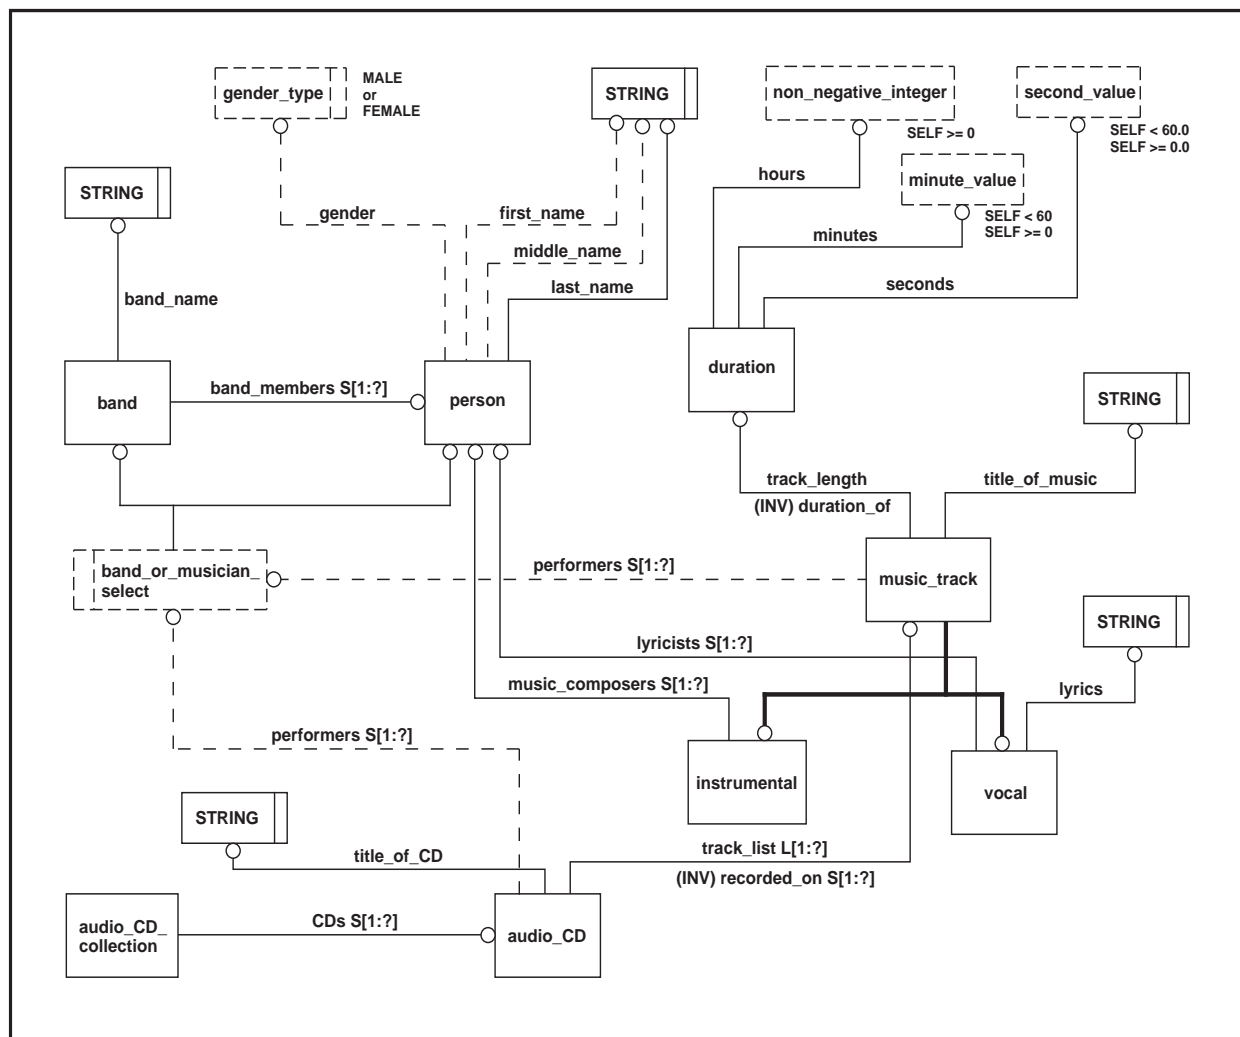 gender_type
MALE
or
FEMALE
STRING
non_negative_integer
SELF >= 0
second_value
SELF < 60.0
SELF >= 0.0
STRING
hours
minute_value
SELF < 60
SELF >= 0
gender
first_name
minutes
middle_name
band_name
last_name
seconds
band
band_members S[1:?]
person
duration
STRING
track_length
(INV) duration_of
title_of_music
band_or_musician_
select
performers S[1:?]
music_track
STRING
lyricists S[1:?]
music_composers S[1:?]
lyrics
performers S[1:?]
instrumental
vocal
STRING
title_of_CD
track_list L[1:?]
(INV) recorded_on S[1:?]
audio_CD_
collection
CDs S[1:?]
audio_CD